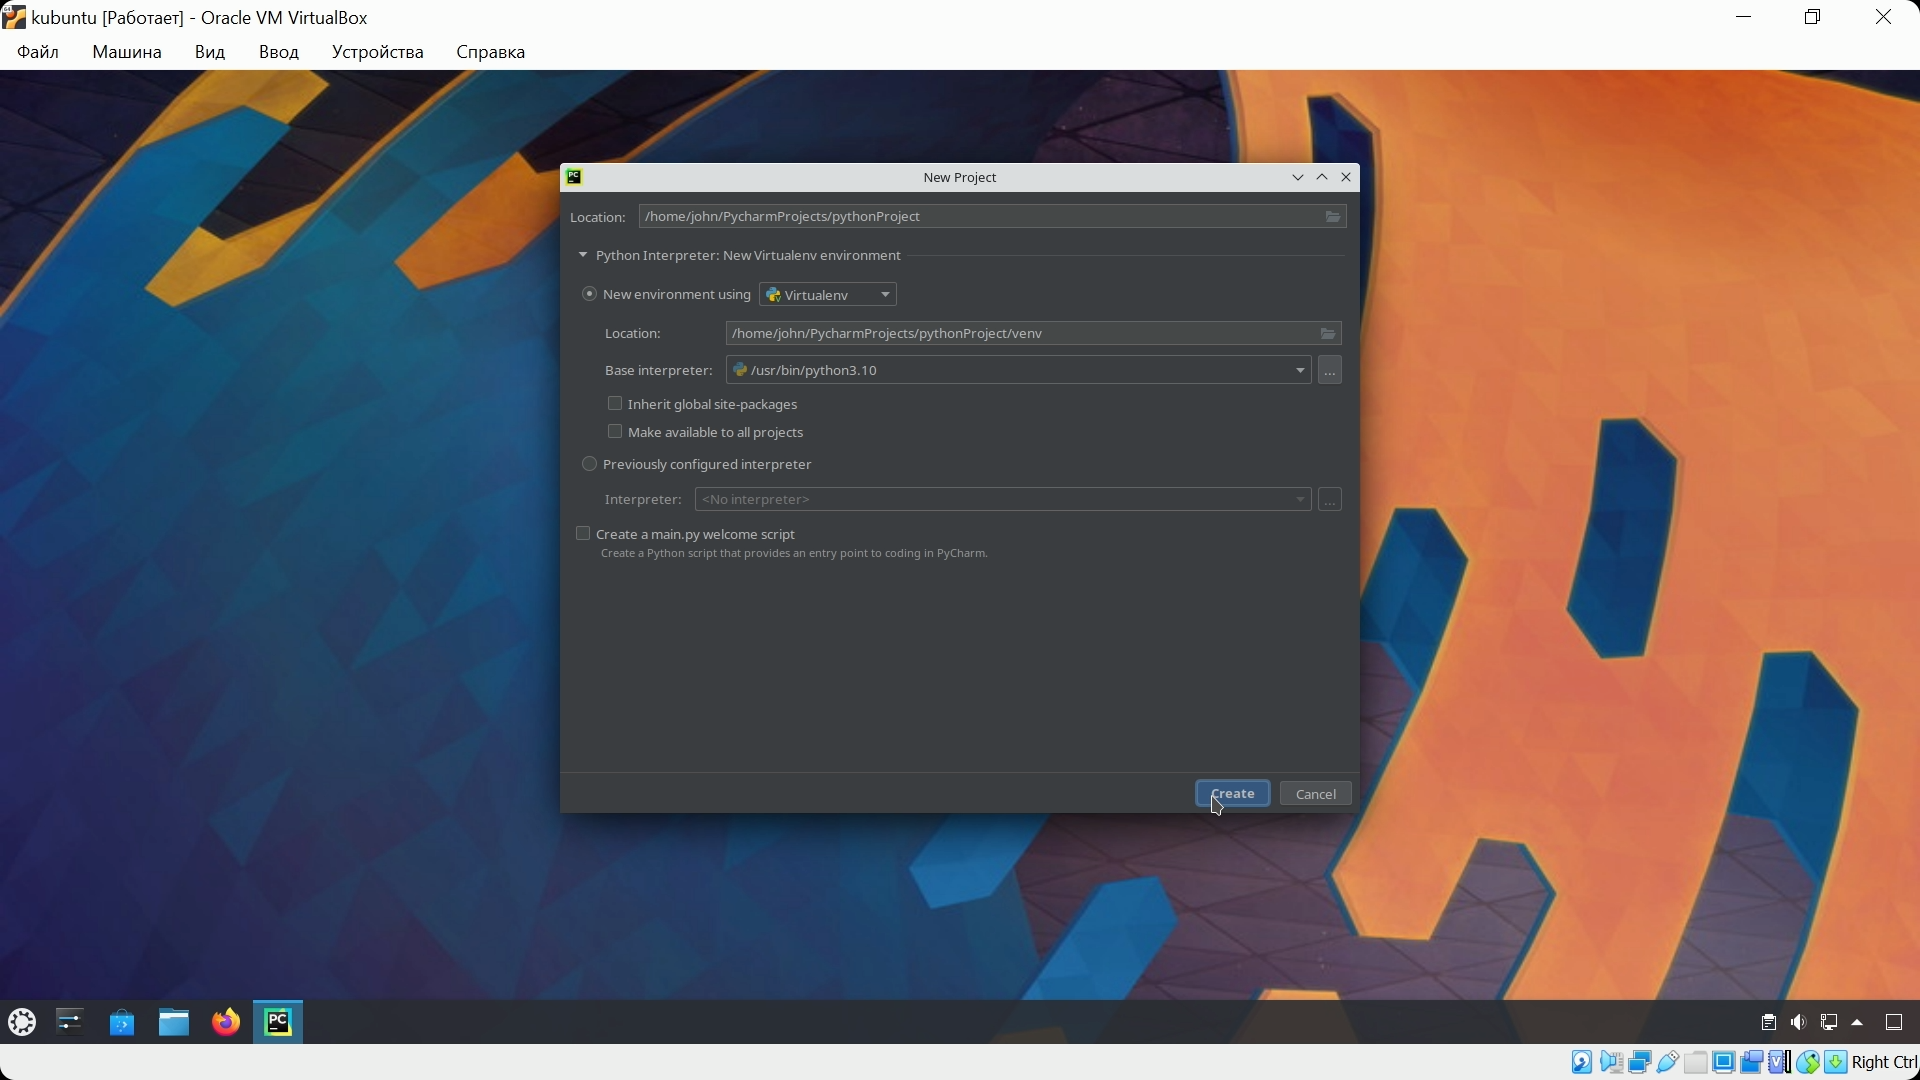 kubuntu [Работает] - Oracle VM VirtualBox
Файл Машина Вид Ввод Устройства Справка
New Project
Location: /home/john/PycharmProjects/pythonProject
Python Interpreter: New Virtualenv environment
New environment using Virtualenv
Location: /home/john/PycharmProjects/pythonProject/venv
Base interpreter: /usr/bin/python3.10 ...
Inherit global site-packages
Make available to all projects
Previously configured interpreter
Interpreter: <No interpreter> ...
Create a main.py welcome script
Create a Python script that provides an entry point to coding in PyCharm.
Create Cancel
PC
Right Ctrl